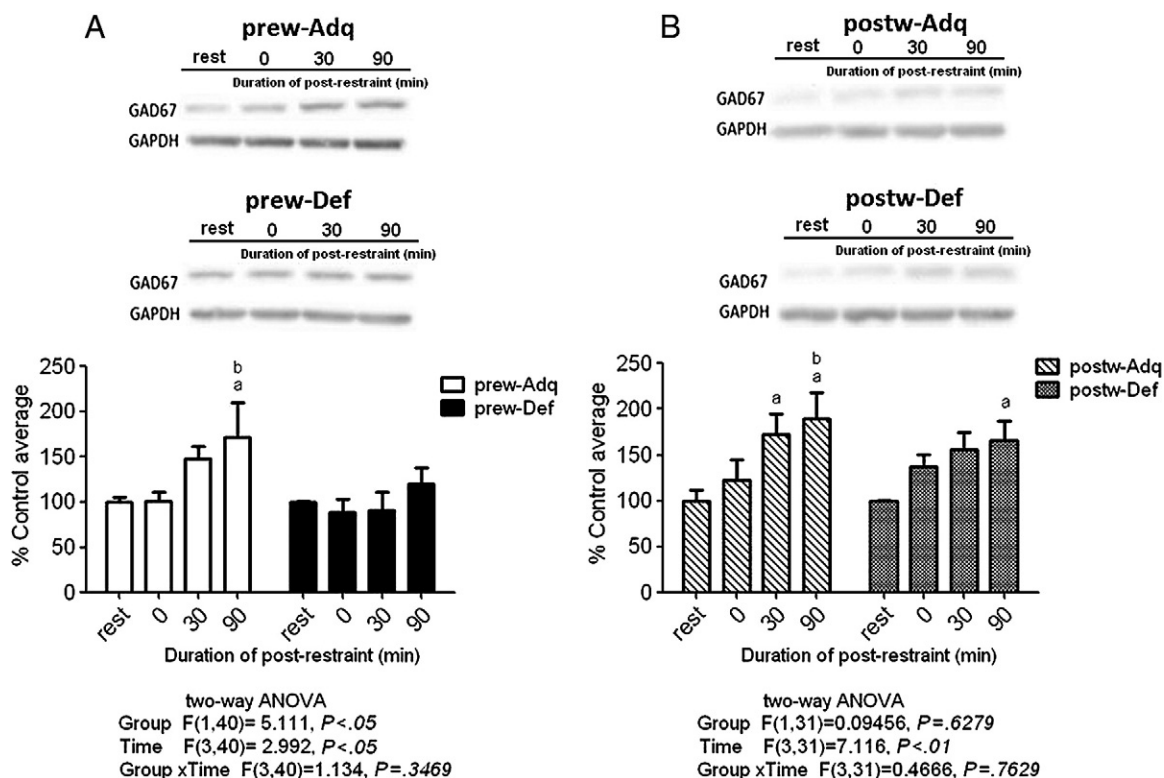 A
prew-Adq
rest 0 30 90
Duration of post-restraint (min)
GAD67
GAPDH
prew-Def
rest 0 30 90
Duration of post-restraint (min)
GAD67
GAPDH
% Control average
250
200
150
100
50
0
b
a
prew-Adq
prew-Def
rest 0 30 90 rest 0 30 90
Duration of post-restraint (min)
two-way ANOVA
Group F(1,40)= 5.111, P<.05
Time F(3,40)= 2.992, P<.05
Group xTime F(3,40)=1.134, P=.3469
B
postw-Adq
rest 0 30 90
Duration of post-restraint (min)
GAD67
GAPDH
postw-Def
rest 0 30 90
Duration of post-restraint (min)
GAD67
GAPDH
% Control average
250
200
150
100
50
0
a
b
a
a
postw-Adq
postw-Def
rest 0 30 90 rest 0 30 90
Duration of post-restraint (min)
two-way ANOVA
Group F(1,31)=0.09456, P=.6279
Time F(3,31)=7.116, P<.01
Group xTime F(3,31)=0.4666, P=.7629